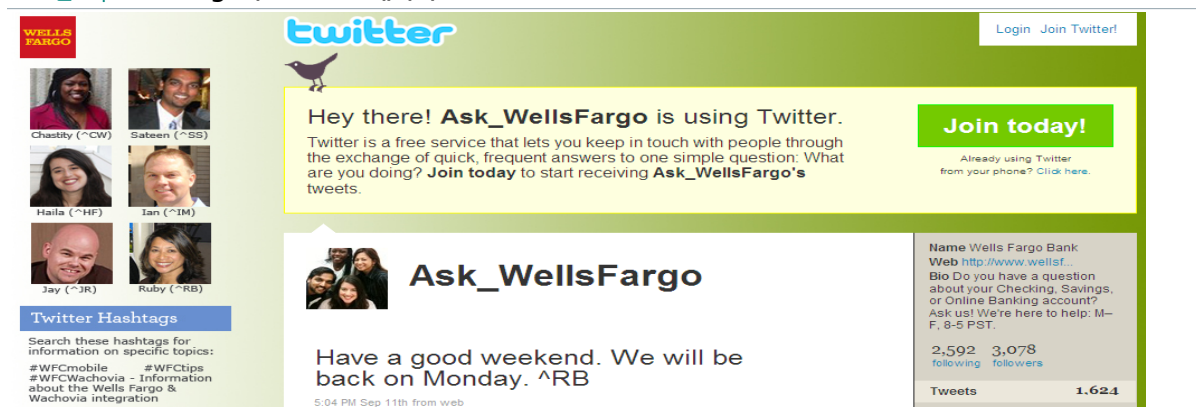 WELLS
FARGO
Chastity (^CW)
Sateen (^SS)
Haila (^HF)
Ian (^IM)
Jay (^JR)
Ruby (^RB)
Twitter Hashtags
Search these hashtags for
information on specific topics:
#WFCmobile #WFCtips
#WFCWachovia - Information
about the Wells Fargo &
Wachovia integration
twitter
Login Join Twitter!
Hey there! Ask_WellsFargo is using Twitter.
Twitter is a free service that lets you keep in touch with people through
the exchange of quick, frequent answers to one simple question: What
are you doing? Join today to start receiving Ask_WellsFargo's
tweets.
Join today!
Already using Twitter
from your phone? Click here.
Ask_WellsFargo
Have a good weekend. We will be
back on Monday. ^RB
5:04 PM Sep 11th from web
Name Wells Fargo Bank
Web http://www.wellsf...
Bio Do you have a question
about your Checking, Savings,
or Online Banking account?
Ask us! We're here to help: M–
F, 8-5 PST.
2,592 3,078
following followers
Tweets 1,624